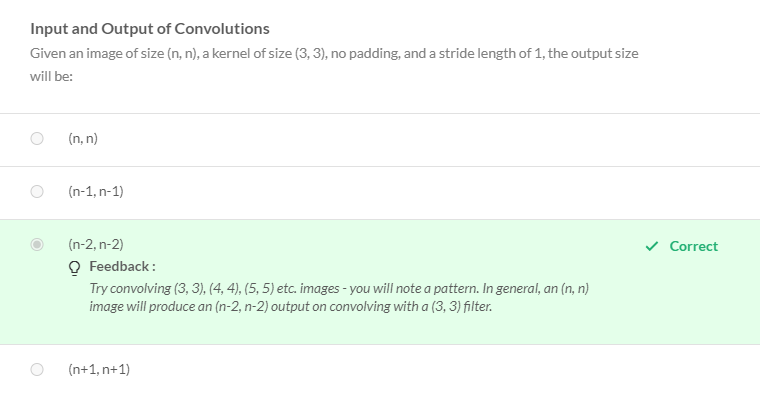 Input and Output of Convolutions
Given an image of size (n, n), a kernel of size (3, 3), no padding, and a stride length of 1, the output size
will be:
(n, n)
(n-1, n-1)
(n-2, n-2)
Correct
Feedback :
Try convolving (3, 3), (4, 4), (5, 5) etc. images - you will note a pattern. In general, an (n, n)
image will produce an (n-2, n-2) output on convolving with a (3, 3) filter.
(n+1, n+1)